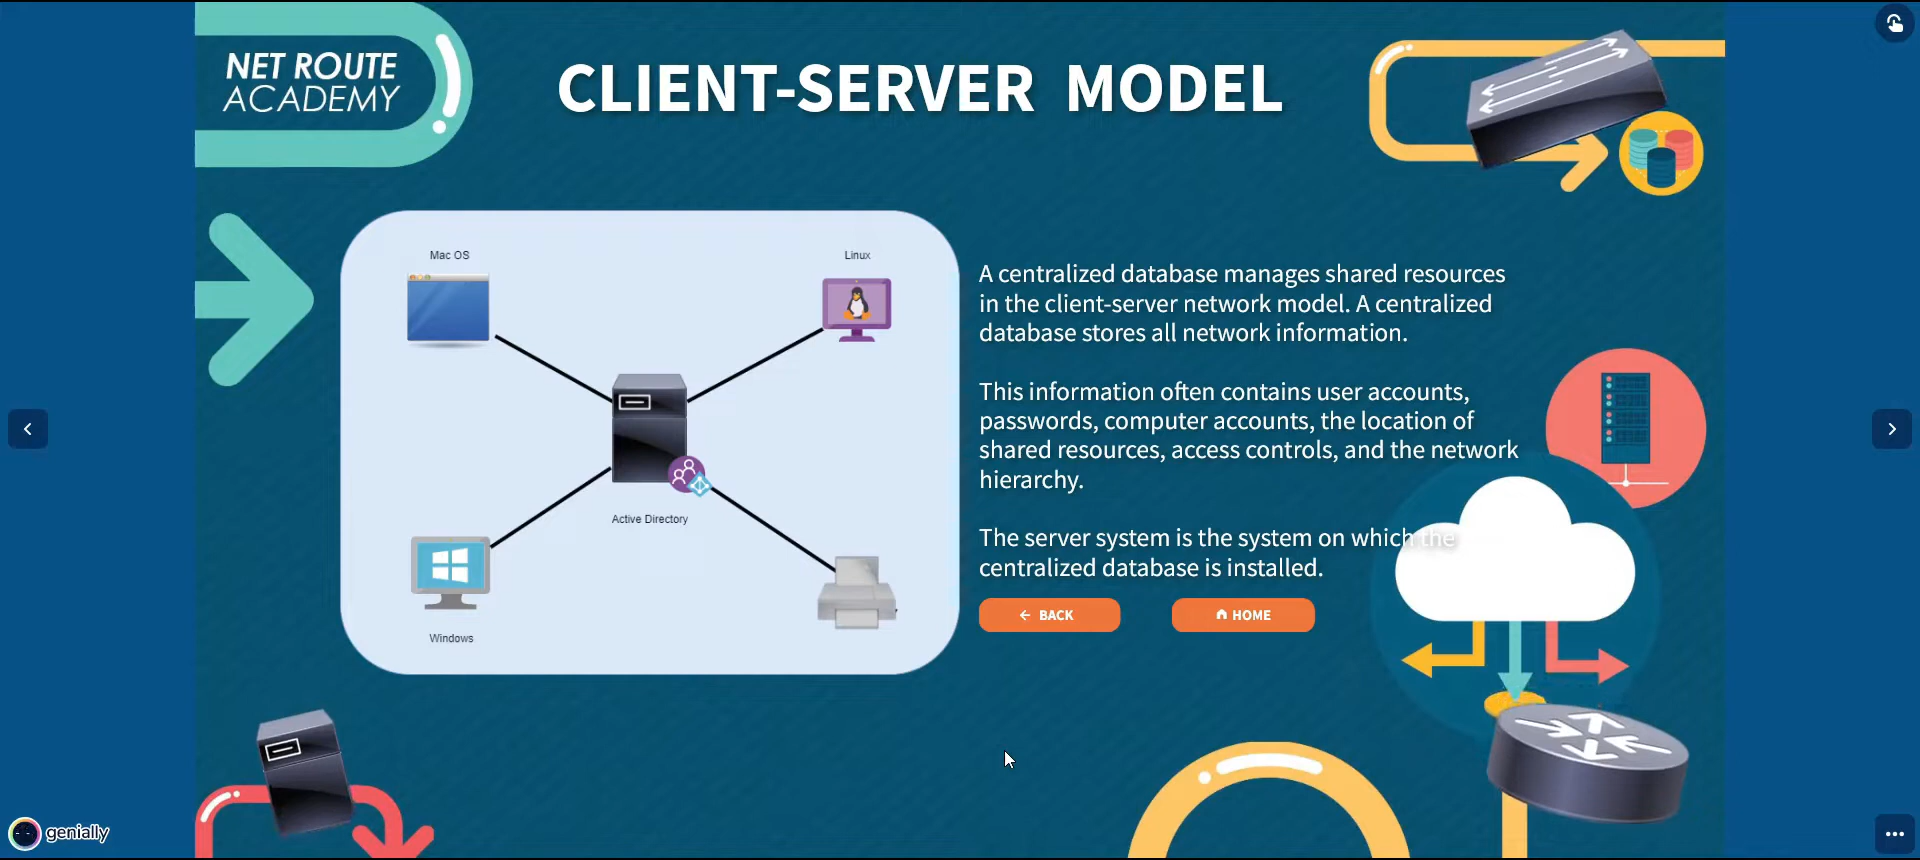 NET ROUTE
ACADEMY
CLIENT-SERVER MODEL
Mac OS
Linux
Active Directory
Windows
A centralized database manages shared resources
in the client-server network model. A centralized
database stores all network information.
This information often contains user accounts,
passwords, computer accounts, the location of
shared resources, access controls, and the network
hierarchy.
The server system is the system on which the
centralized database is installed.
BACK
HOME
genially